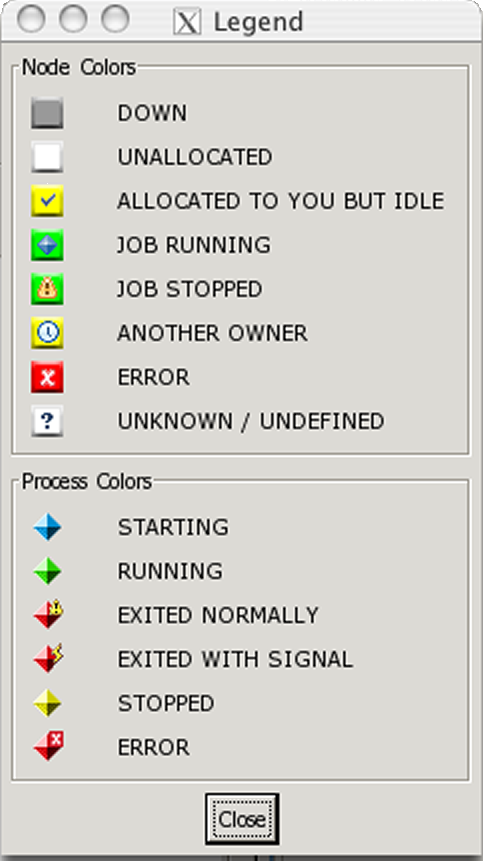 Legend
Node Colors
DOWN
UNALLOCATED
ALLOCATED TO YOU BUT IDLE
JOB RUNNING
JOB STOPPED
ANOTHER OWNER
ERROR
? UNKNOWN / UNDEFINED
Process Colors
STARTING
RUNNING
EXITED NORMALLY
EXITED WITH SIGNAL
STOPPED
ERROR
Close